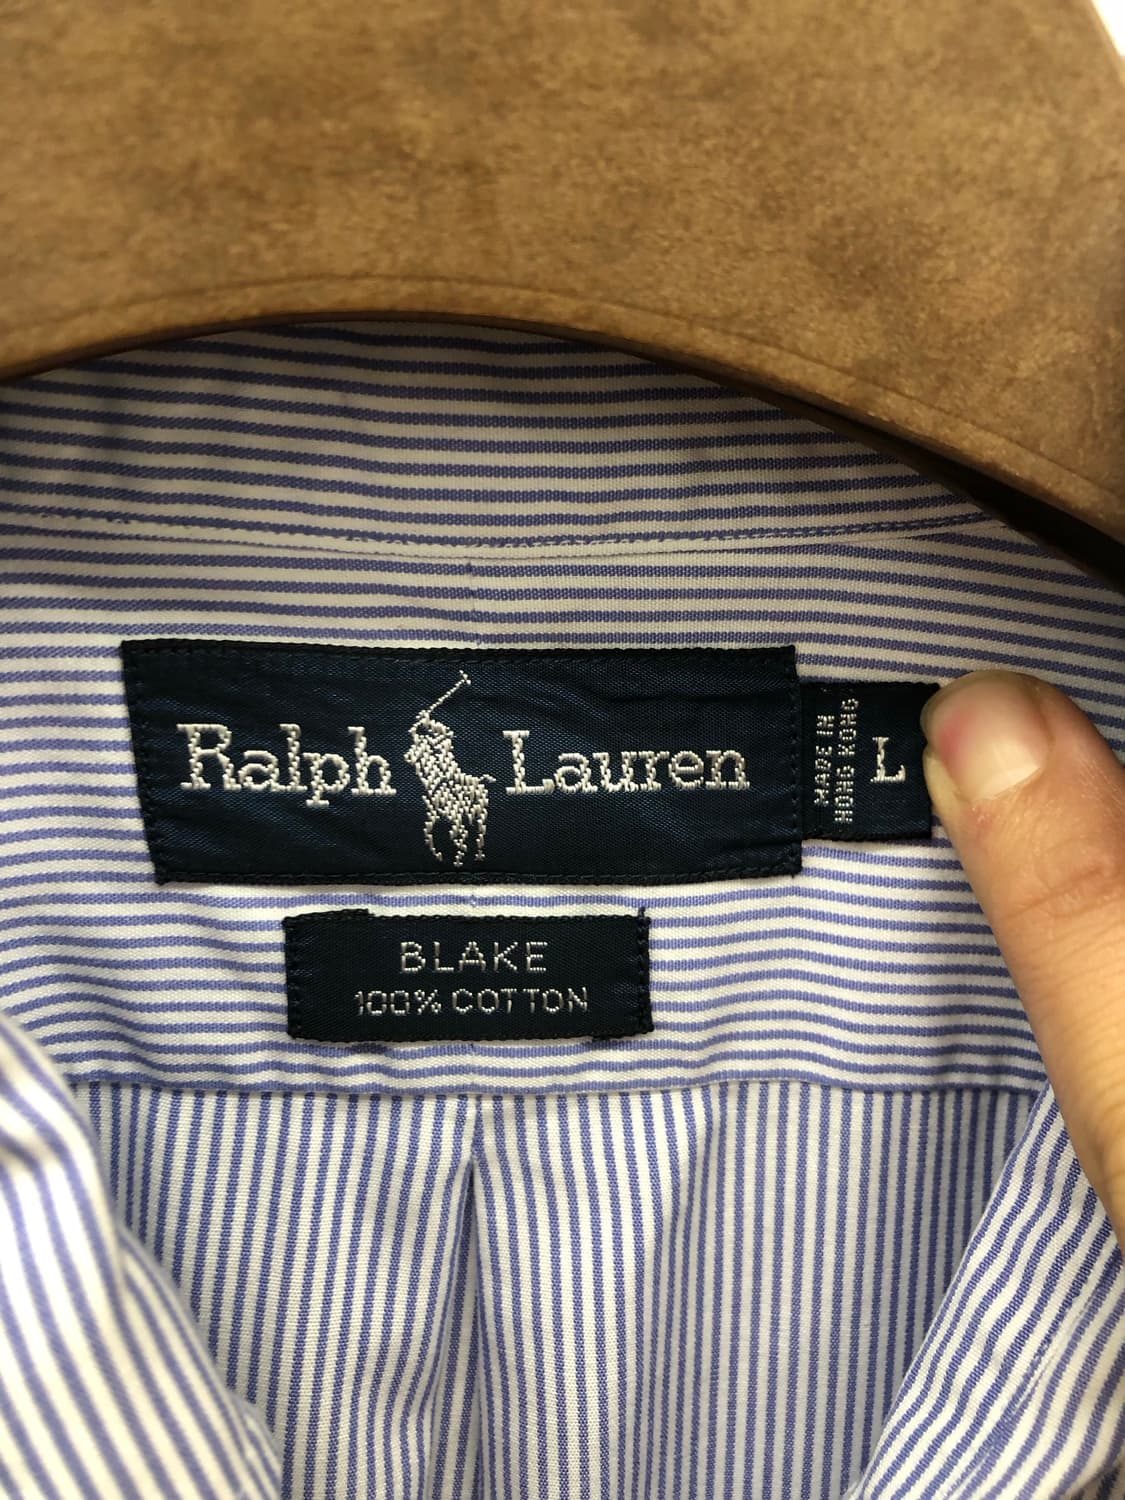 Ralph Lauren
MADE IN
HONG KONG
L
BLAKE
100% COTTON